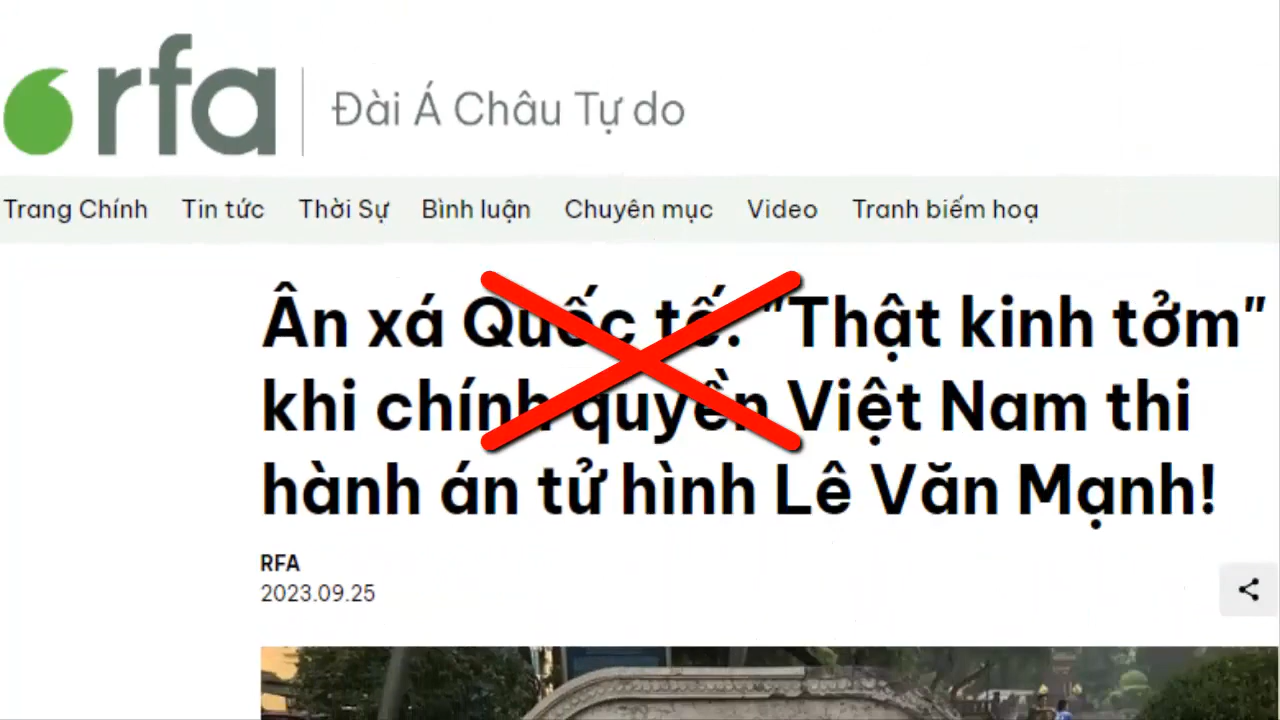 rfa
Đài Á Châu Tự do
Trang Chính Tin tức Thời Sự Bình luận Chuyên mục Video Tranh biếm hoạ
Ân xá Quốc tế: "Thật kinh tởm"
khi chính quyền Việt Nam thi
hành án tử hình Lê Văn Mạnh!
RFA
2023.09.25